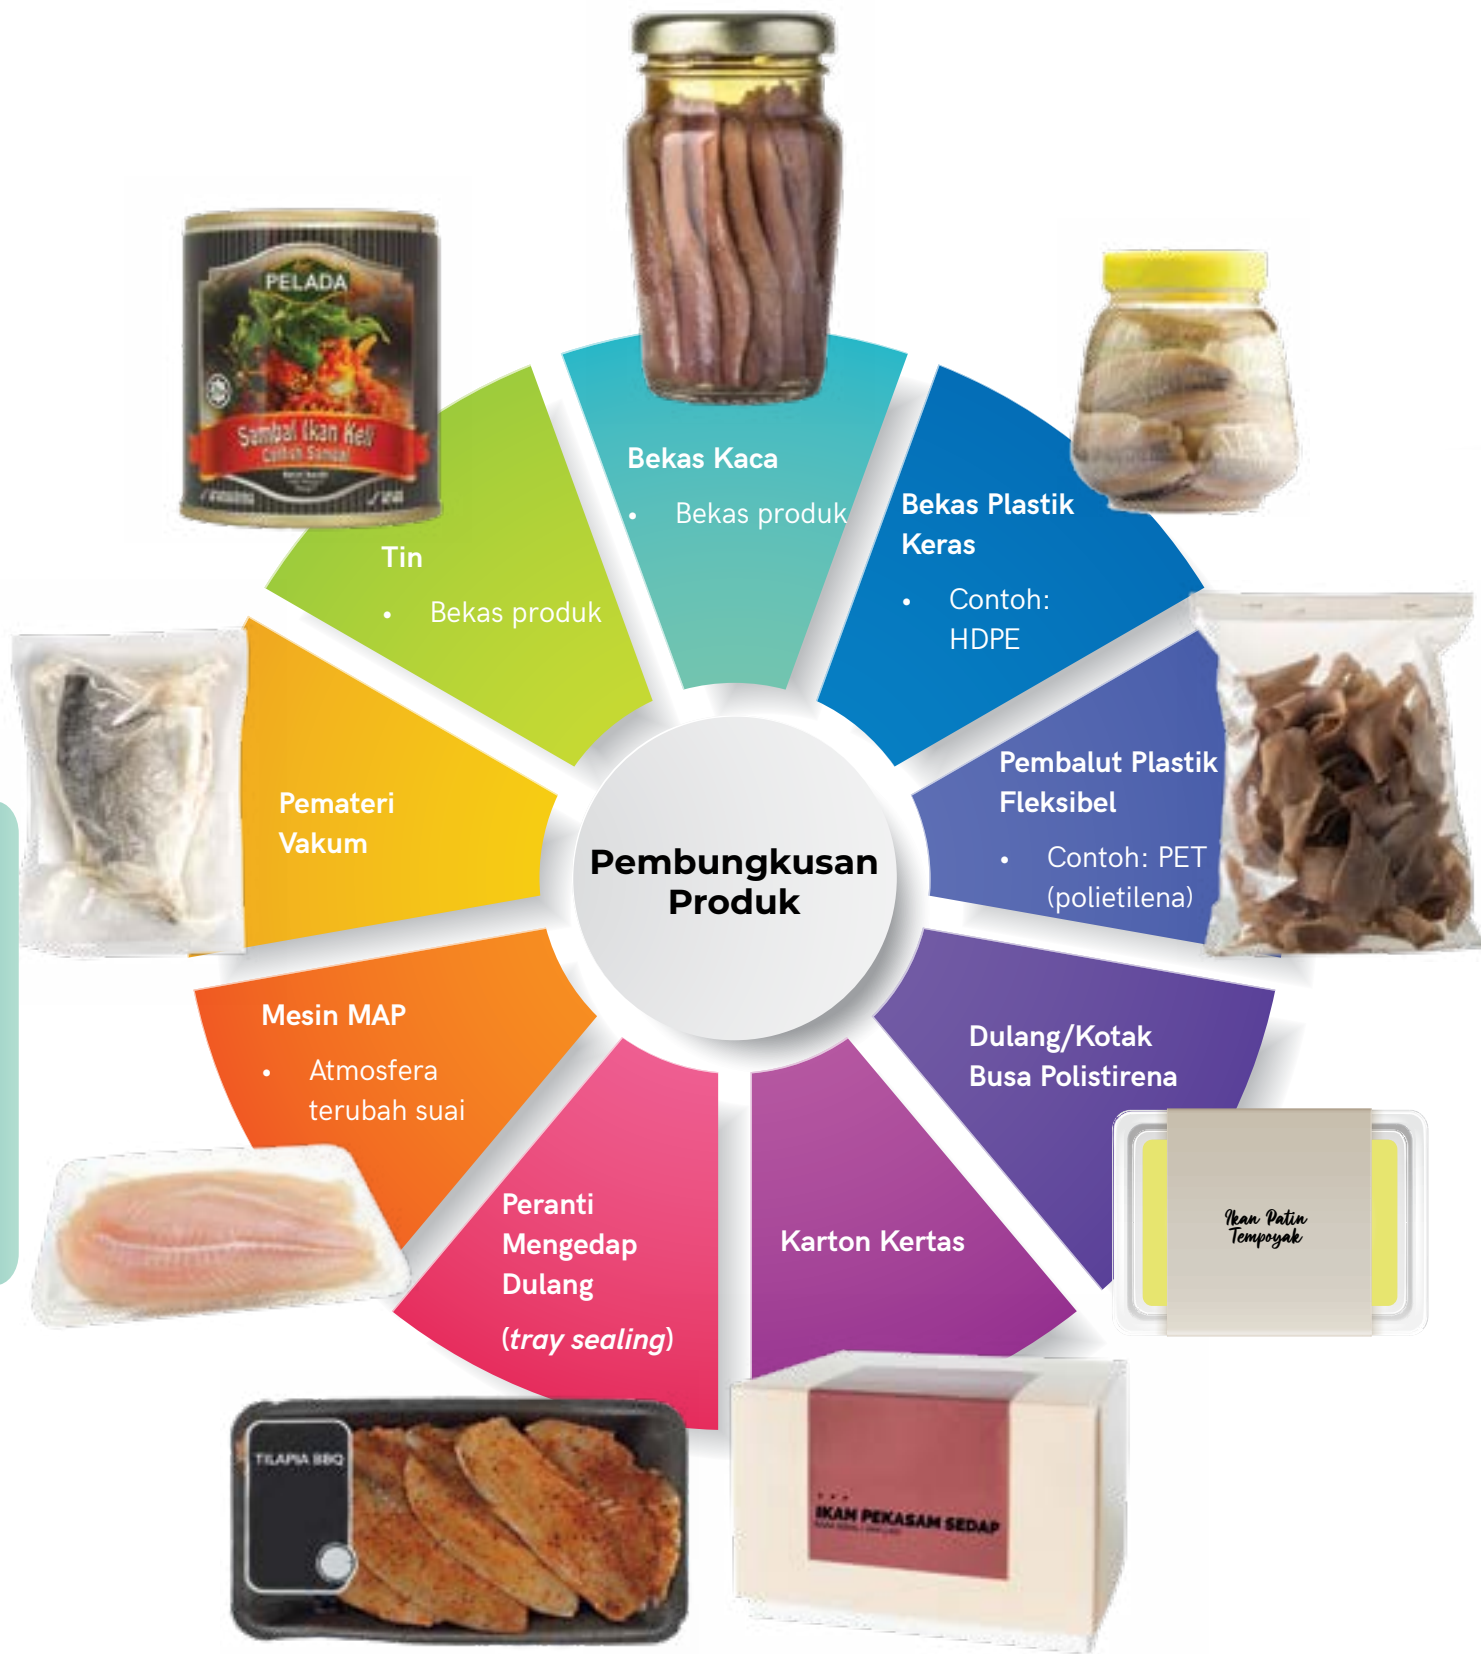 PELADA
Sambal Ikan Keli
Catfish Sambal
Bekas Kaca
• Bekas produk
Bekas Plastik
Keras
• Contoh:
HDPE
Tin
• Bekas produk
Pembalut Plastik
Fleksibel
• Contoh: PET
(polietilena)
Pemateri
Vakum
Pembungkusan
Produk
Mesin MAP
• Atmosfera
terubah suai
Dulang/Kotak
Busa Polistirena
Ikan Patin
Tempoyak
Peranti
Mengedap
Dulang
(tray sealing)
Karton Kertas
TILAPIA BBQ
IKAN PEKASAM SEDAP